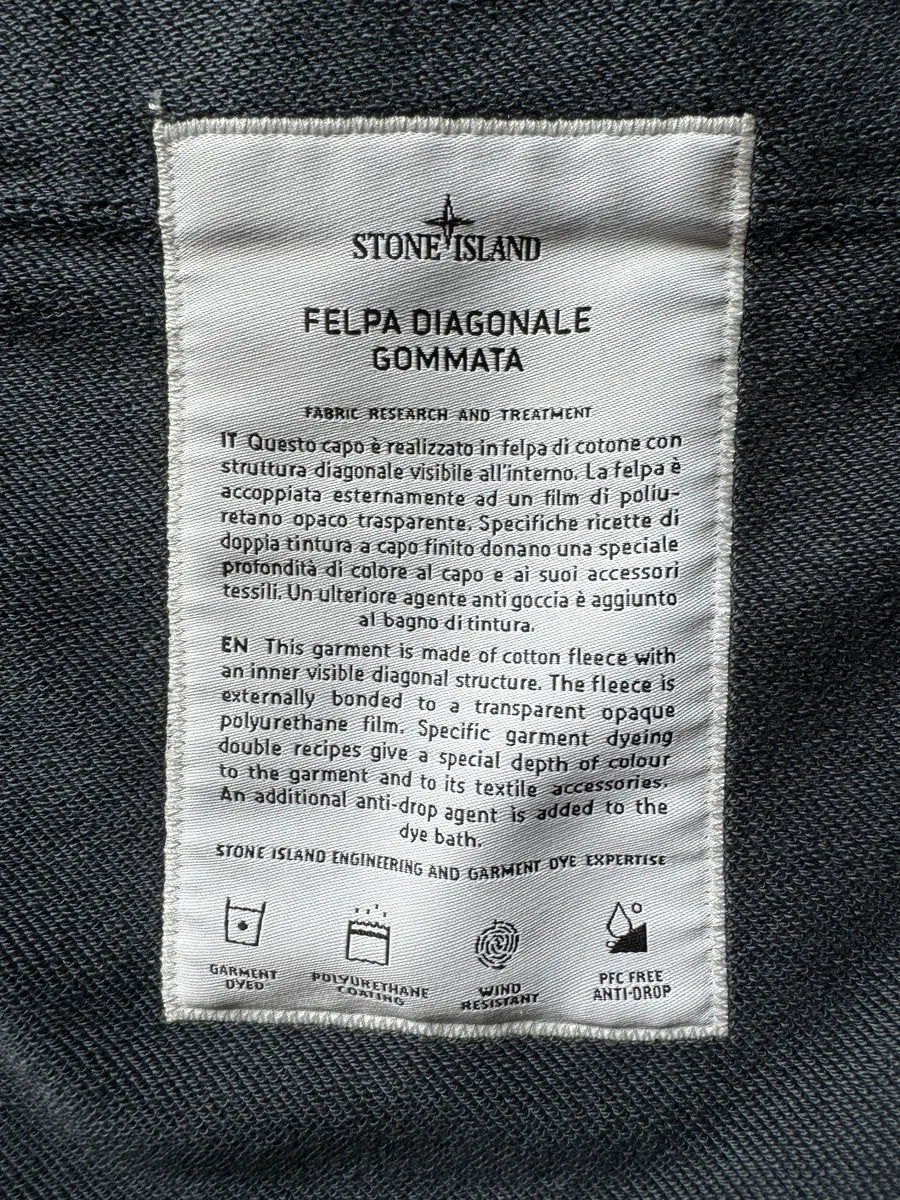 STONE ISLAND
FELPA DIAGONALE
GOMMATA
FABRIC RESEARCH AND TREATMENT
IT Questo capo è realizzato in felpa di cotone con
struttura diagonale visibile all'interno. La felpa è
accoppiata esternamente ad un film di poliu-
retano opaco trasparente. Specifiche ricette di
doppia tintura a capo finito donano una speciale
profondità di colore al capo e ai suoi accessori
tessili. Un ulteriore agente anti goccia è aggiunto
al bagno di tintura.
EN This garment is made of cotton fleece with
an inner visible diagonal structure. The fleece is
externally bonded to a transparent opaque
polyurethane film. Specific garment dyeing
double recipes give a special depth of colour
to the garment and to its textile accessories.
An additional anti-drop agent is added to the
dye bath.
STONE ISLAND ENGINEERING AND GARMENT DYE EXPERTISE
GARMENT
DYED
POLYURETHANE
COATING
WIND
RESISTANT
PFC FREE
ANTI-DROP